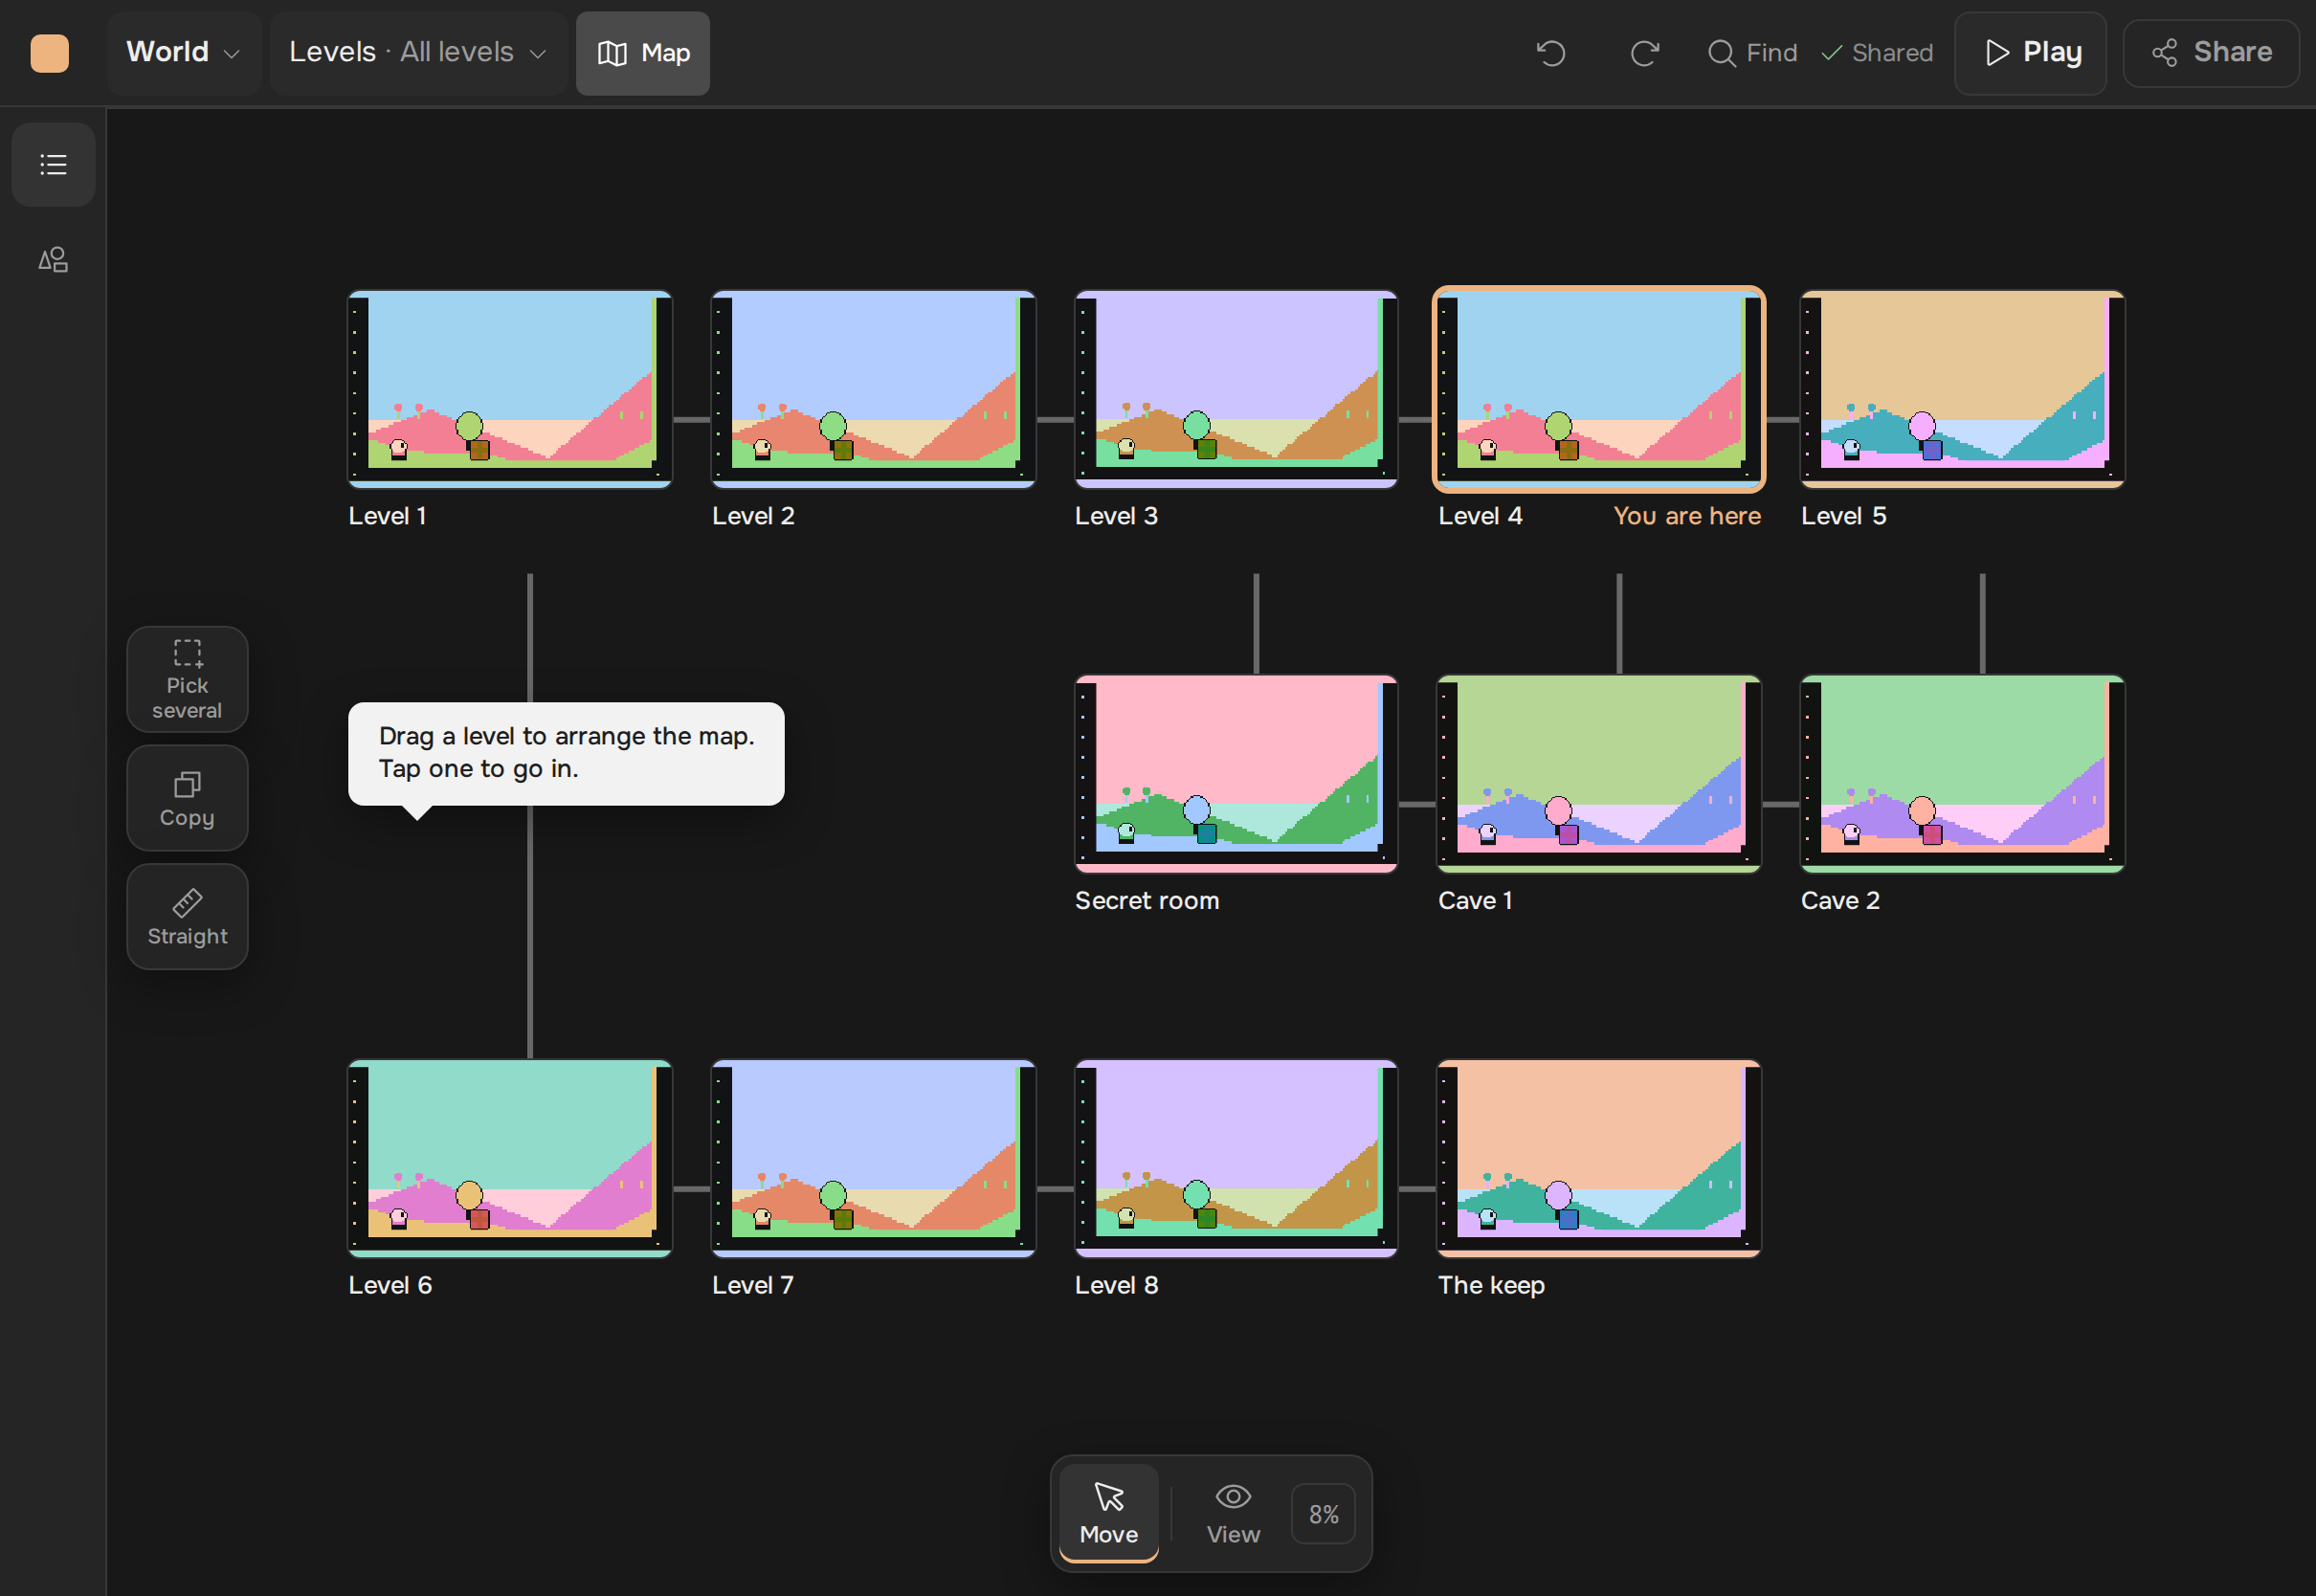 World
Levels · All levels
Map
Find
Shared
Play
Share
Level 1
Level 2
Level 3
Level 4
You are here
Level 5
Pick
several
Copy
Straight
Drag a level to arrange the map.
Tap one to go in.
Secret room
Cave 1
Cave 2
Level 6
Level 7
Level 8
The keep
Move
View
8%